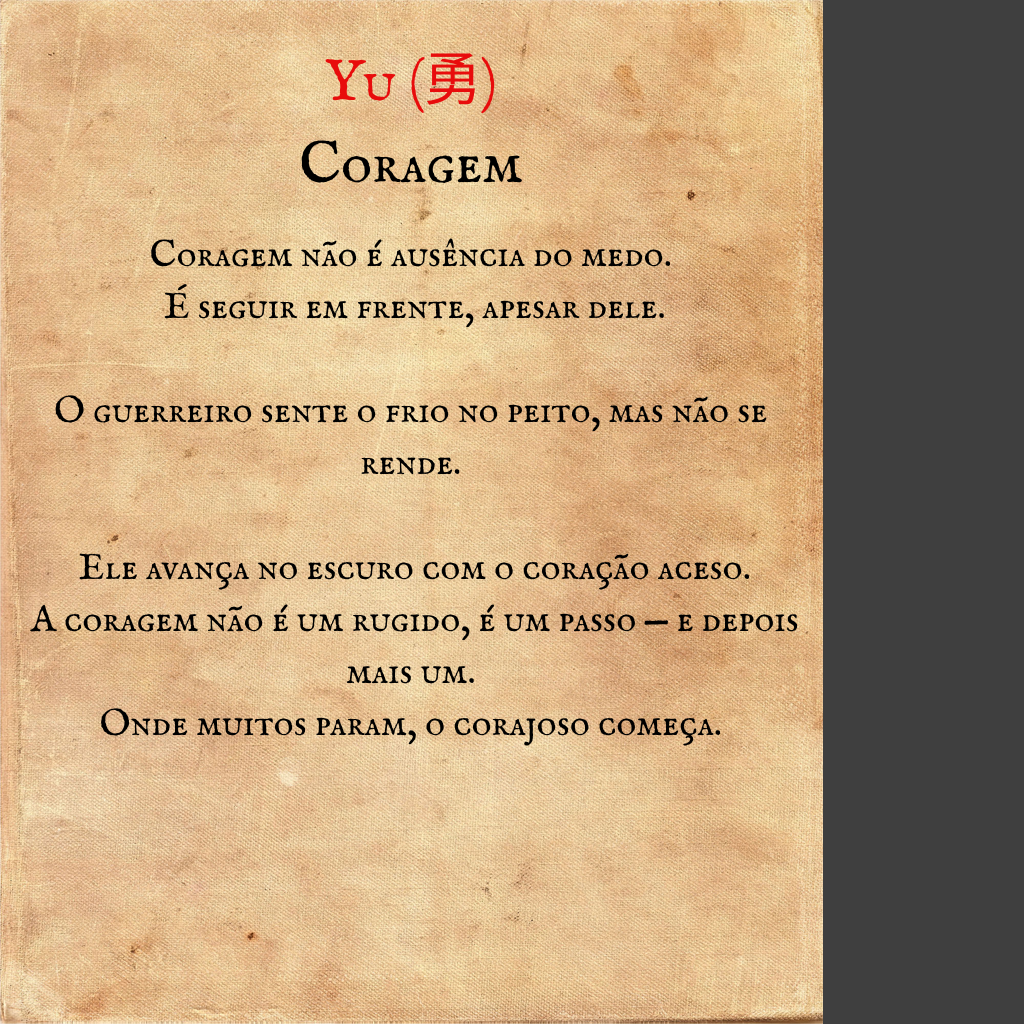 Yu (勇)
Coragem
Coragem não é ausência do medo.
É seguir em frente, apesar dele.
O guerreiro sente o frio no peito, mas não se
rende.
Ele avança no escuro com o coração aceso.
A coragem não é um rugido, é um passo — e depois
mais um.
Onde muitos param, o corajoso começa.